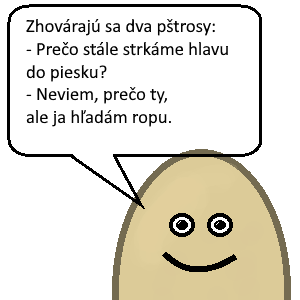 Zhovárajú sa dva pštrosy:
- Prečo stále strkáme hlavu
do piesku?
- Neviem, prečo ty,
ale ja hľadám ropu.